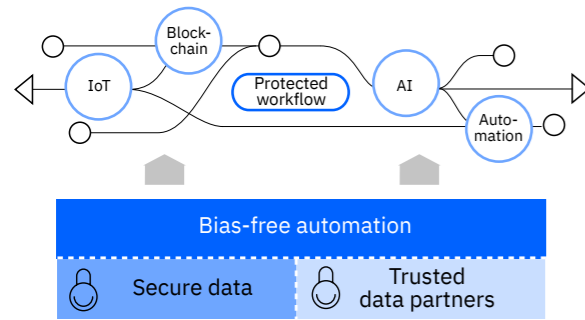 Block-
chain
IoT
Protected
workflow
AI
Auto-
mation
Bias-free automation
Secure data
Trusted
data partners